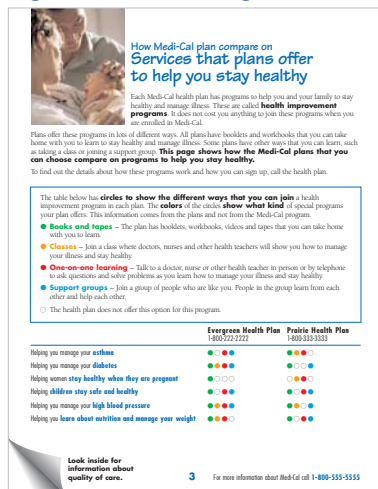 How Medi-Cal plan compare on
Services that plans offer
to help you stay healthy
Each Medi-Cal health plan has programs to help you and your family to stay
healthy and manage illness. These are called health improvement
programs. It does not cost you anything to join these programs when you
are enrolled in Medi-Cal.
Plans offer these programs in lots of different ways. All plans have booklets and workbooks that you can take
home with you to learn to stay healthy and manage illness. Some plans have other ways that you can learn, such
as taking a class or joining a support group. This page shows how the Medi-Cal plans that you
can choose compare on programs to help you stay healthy.
To find out the details about how these programs work and how you can sign up, call the health plan.
The table below has circles to show the different ways that you can join a health
improvement program in each plan. The colors of the circles show what kind of special programs
your plan offers. This information comes from the plans and not from the Medi-Cal program.
Books and tapes – The plan has booklets, workbooks, videos and tapes that you can take home
with you to learn.
Classes – Join a class where doctors, nurses and other health teachers will show you how to manage
your illness and stay healthy.
One-on-one learning – Talk to a doctor, nurse or other health teacher in person or by telephone
to ask questions and solve problems as you learn how to manage your illness and stay healthy.
Support groups – Join a group of people who are like you. People in the group learn from each
other and help each other.
The health plan does not offer this option for this program.
Evergreen Health Plan Prairie Health Plan
1-800-222-2222 1-800-333-3333
Helping you manage your asthma
Helping you manage your diabetes
Helping women stay healthy when they are pregnant
Helping children stay safe and healthy
Helping you manage your high blood pressure
Helping you learn about nutrition and manage your weight
Look inside for
information about
quality of care.
3 For more information about Medi-Cal call 1-800-555-5555